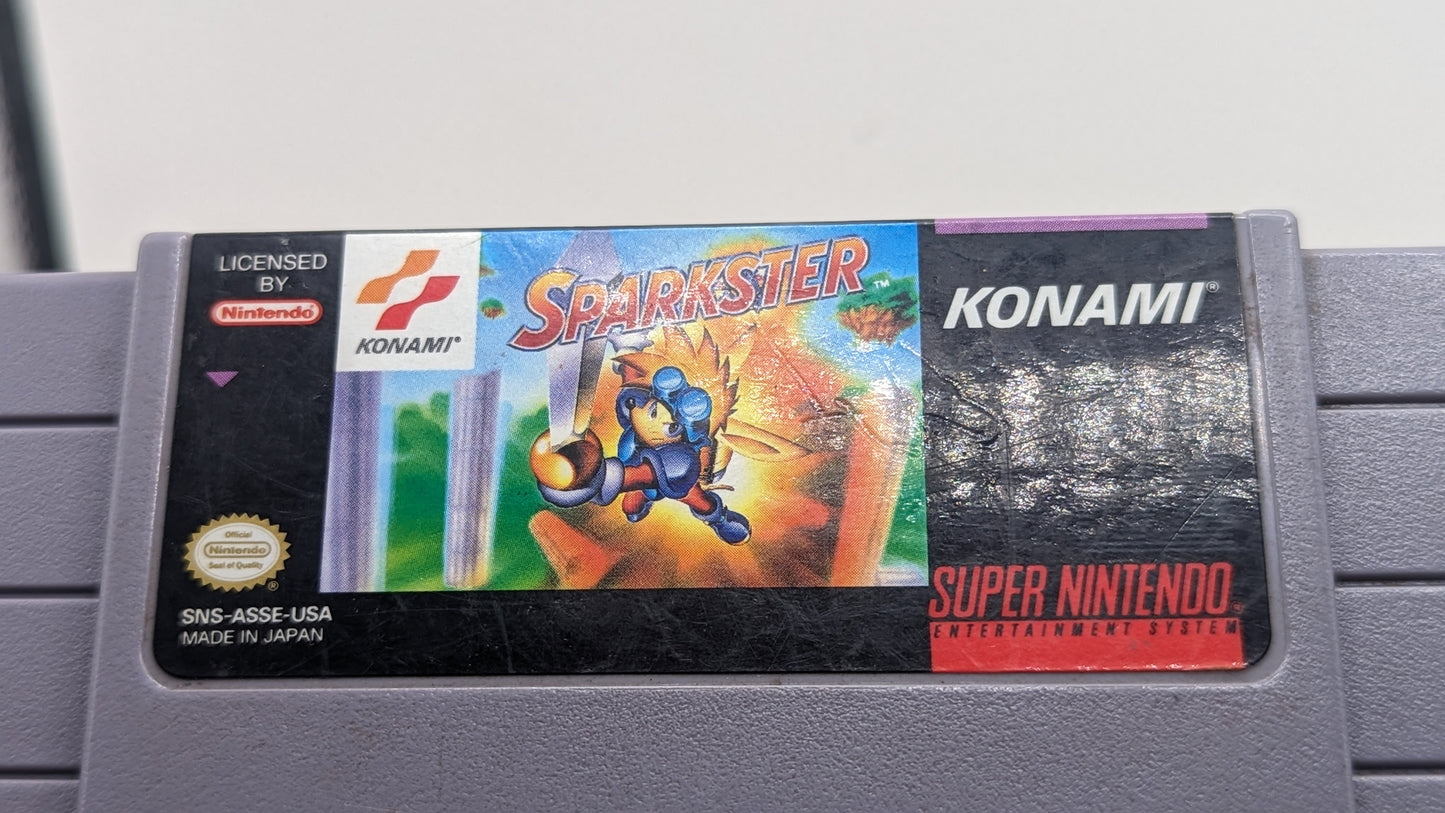 LICENSED
BY
Nintendo
KONAMI®
SPARKSTER™
KONAMI®
Official
Nintendo
Seal of Quality
®
SNS-ASSE-USA
MADE IN JAPAN
SUPER NINTENDO
ENTERTAINMENT SYSTEM